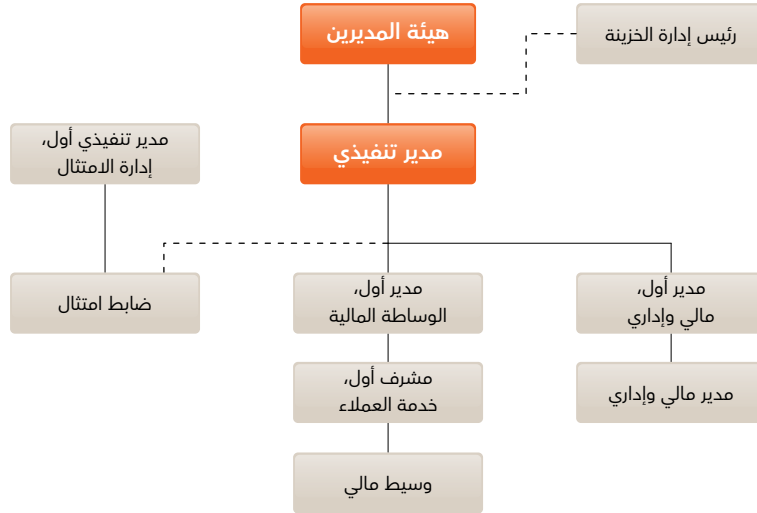 هيئة المديرين
رئيس إدارة الخزينة
مدير تنفيذي
مدير تنفيذي أول،
إدارة الامتثال
مدير أول،
مالي وإداري
مدير أول،
الوساطة المالية
ضابط امتثال
مدير مالي وإداري
مشرف أول،
خدمة العملاء
وسيط مالي